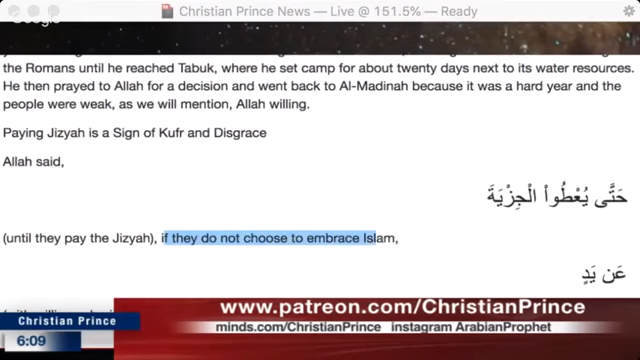 Christian Prince News — Live @ 151.5% — Ready
Google
the Romans until he reached Tabuk, where he set camp for about twenty days next to its water resources.
He then prayed to Allah for a decision and went back to Al-Madinah because it was a hard year and the
people were weak, as we will mention, Allah willing.
Paying Jizyah is a Sign of Kufr and Disgrace
Allah said,
حَتَّى يُعْطُواْ الْجِزْيَةَ
(until they pay the Jizyah), if they do not choose to embrace Islam,
عَن يَدٍ
www.patreon.com/ChristianPrince
Christian Prince
minds.com/ChristianPrince instagram ArabianProphet
6:09